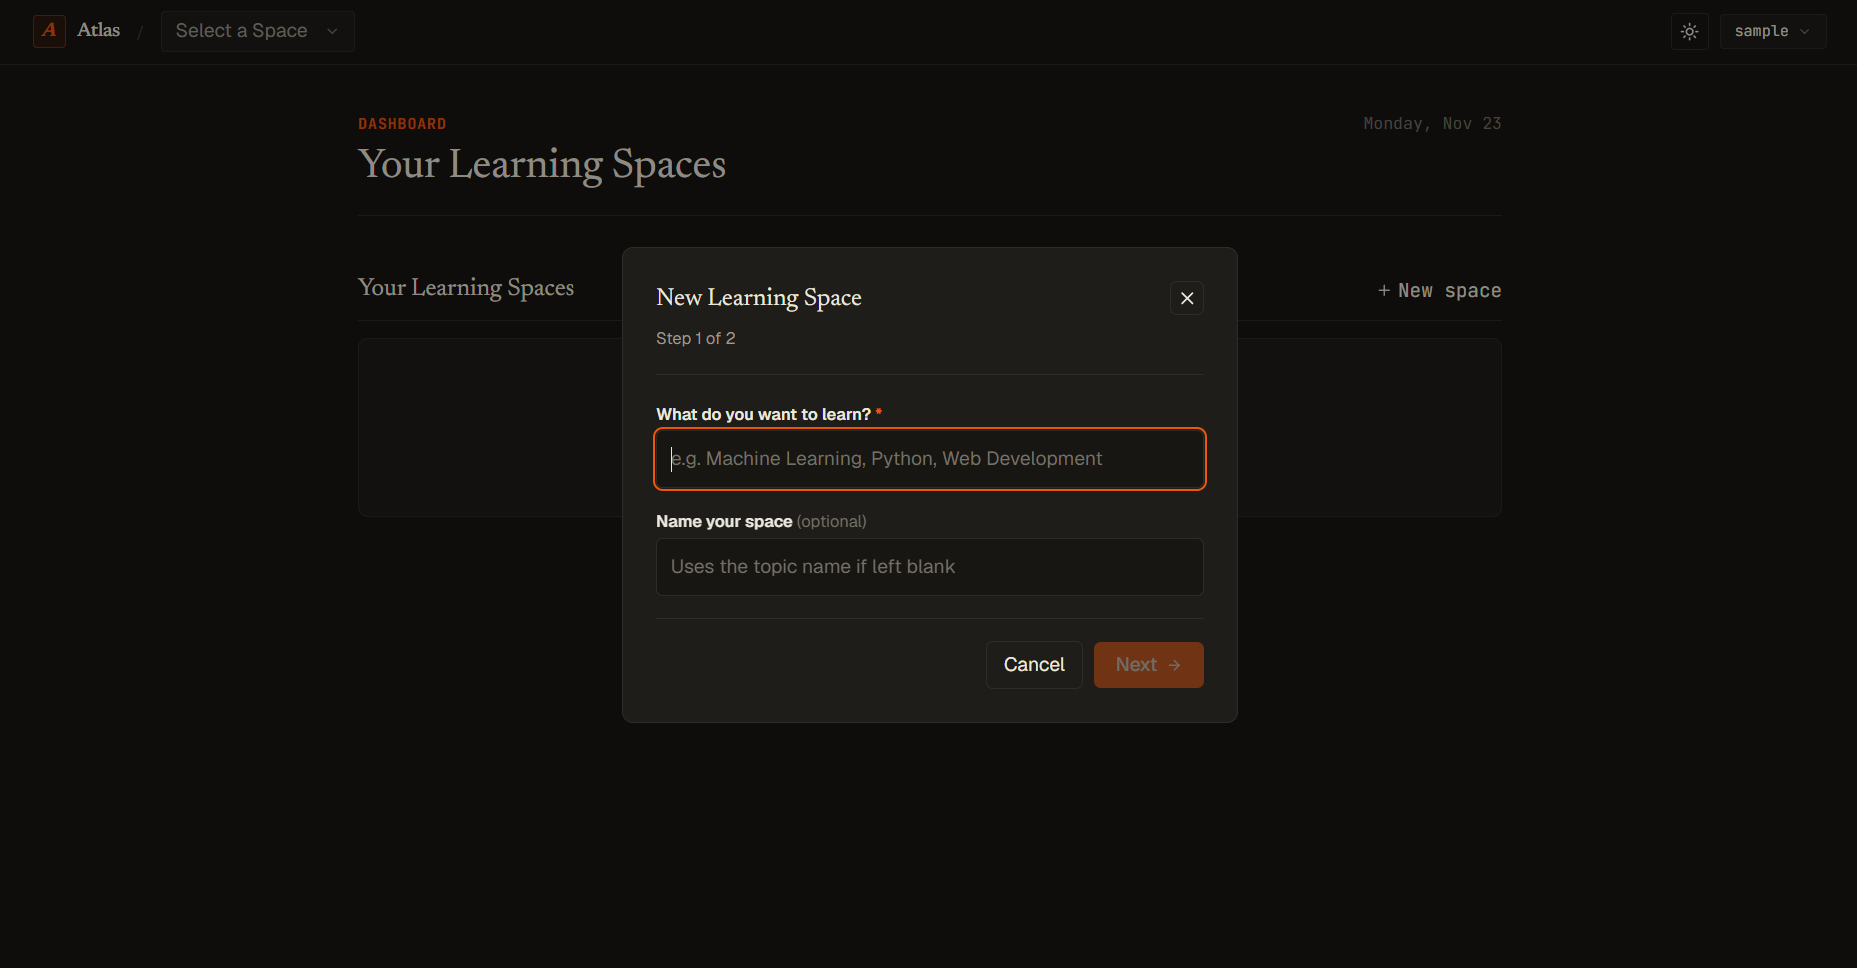 A Atlas / Select a Space
sample
DASHBOARD
Monday, Nov 23
Your Learning Spaces
Your Learning Spaces
+ New space
New Learning Space
Step 1 of 2
What do you want to learn? *
e.g. Machine Learning, Python, Web Development
Name your space (optional)
Uses the topic name if left blank
Cancel
Next →